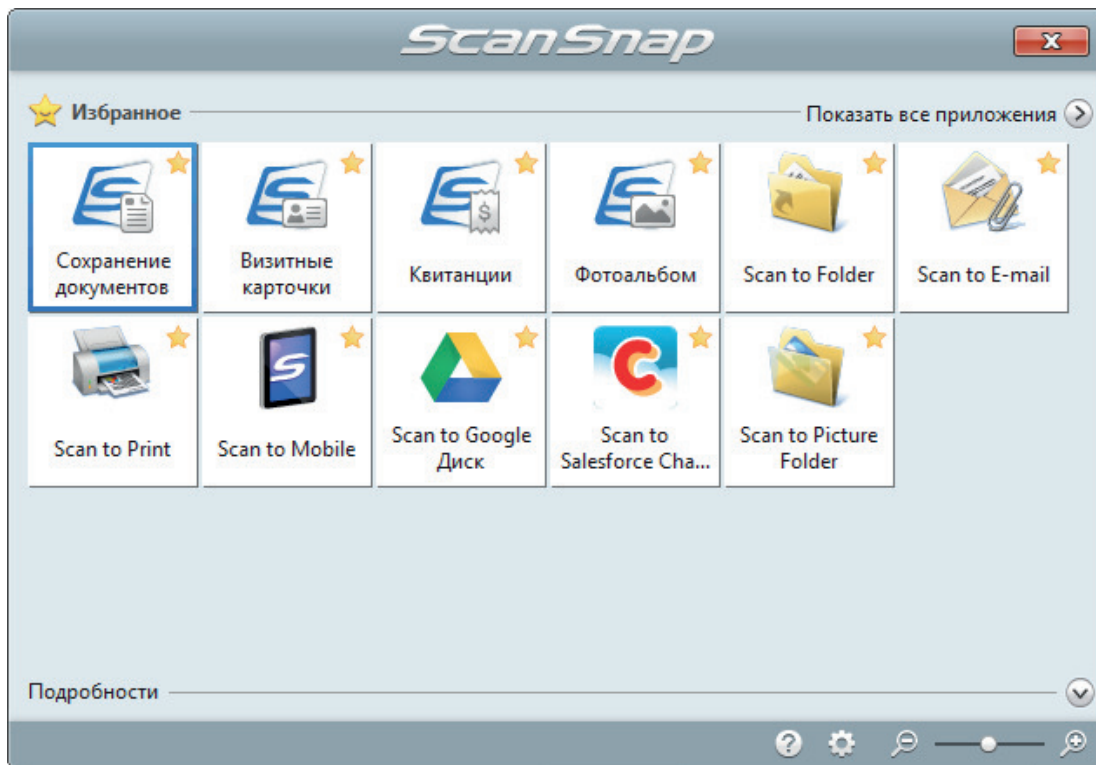 ScanSnap
Избранное
Показать все приложения
Сохранение
документов
Визитные
карточки
Квитанции
Фотоальбом
Scan to Folder
Scan to E-mail
Scan to Print
Scan to Mobile
Scan to Google
Диск
Scan to
Salesforce Cha...
Scan to Picture
Folder
Подробности